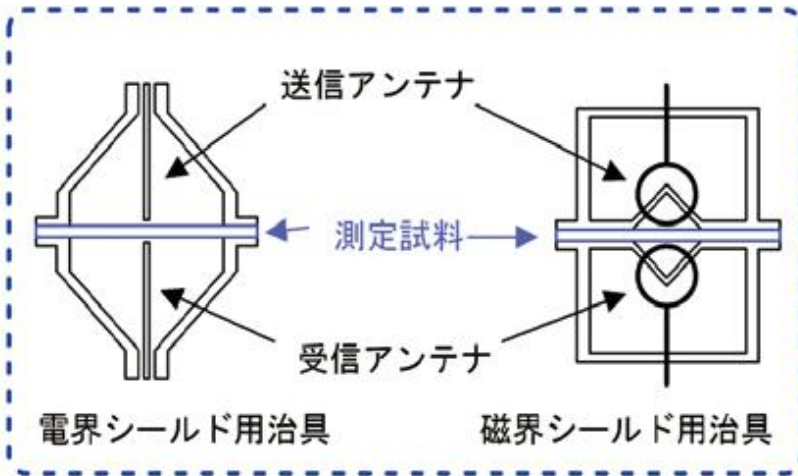 送信アンテナ
測定試料
受信アンテナ
電界シールド用治具
磁界シールド用治具